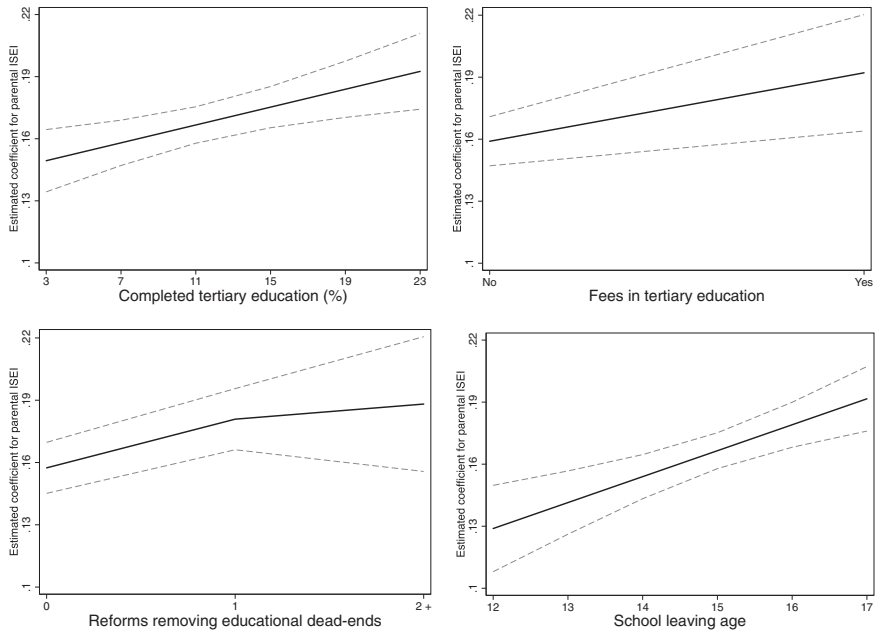 Estimated coefficient for parental ISEI
.22
.19
.16
.13
.1
3 7 11 15 19 23
Completed tertiary education (%)
Estimated coefficient for parental ISEI
.22
.19
.16
.13
.1
No Yes
Fees in tertiary education
Estimated coefficient for parental ISEI
.22
.19
.16
.13
.1
0 1 2 +
Reforms removing educational dead-ends
Estimated coefficient for parental ISEI
.22
.19
.16
.13
.1
12 13 14 15 16 17
School leaving age